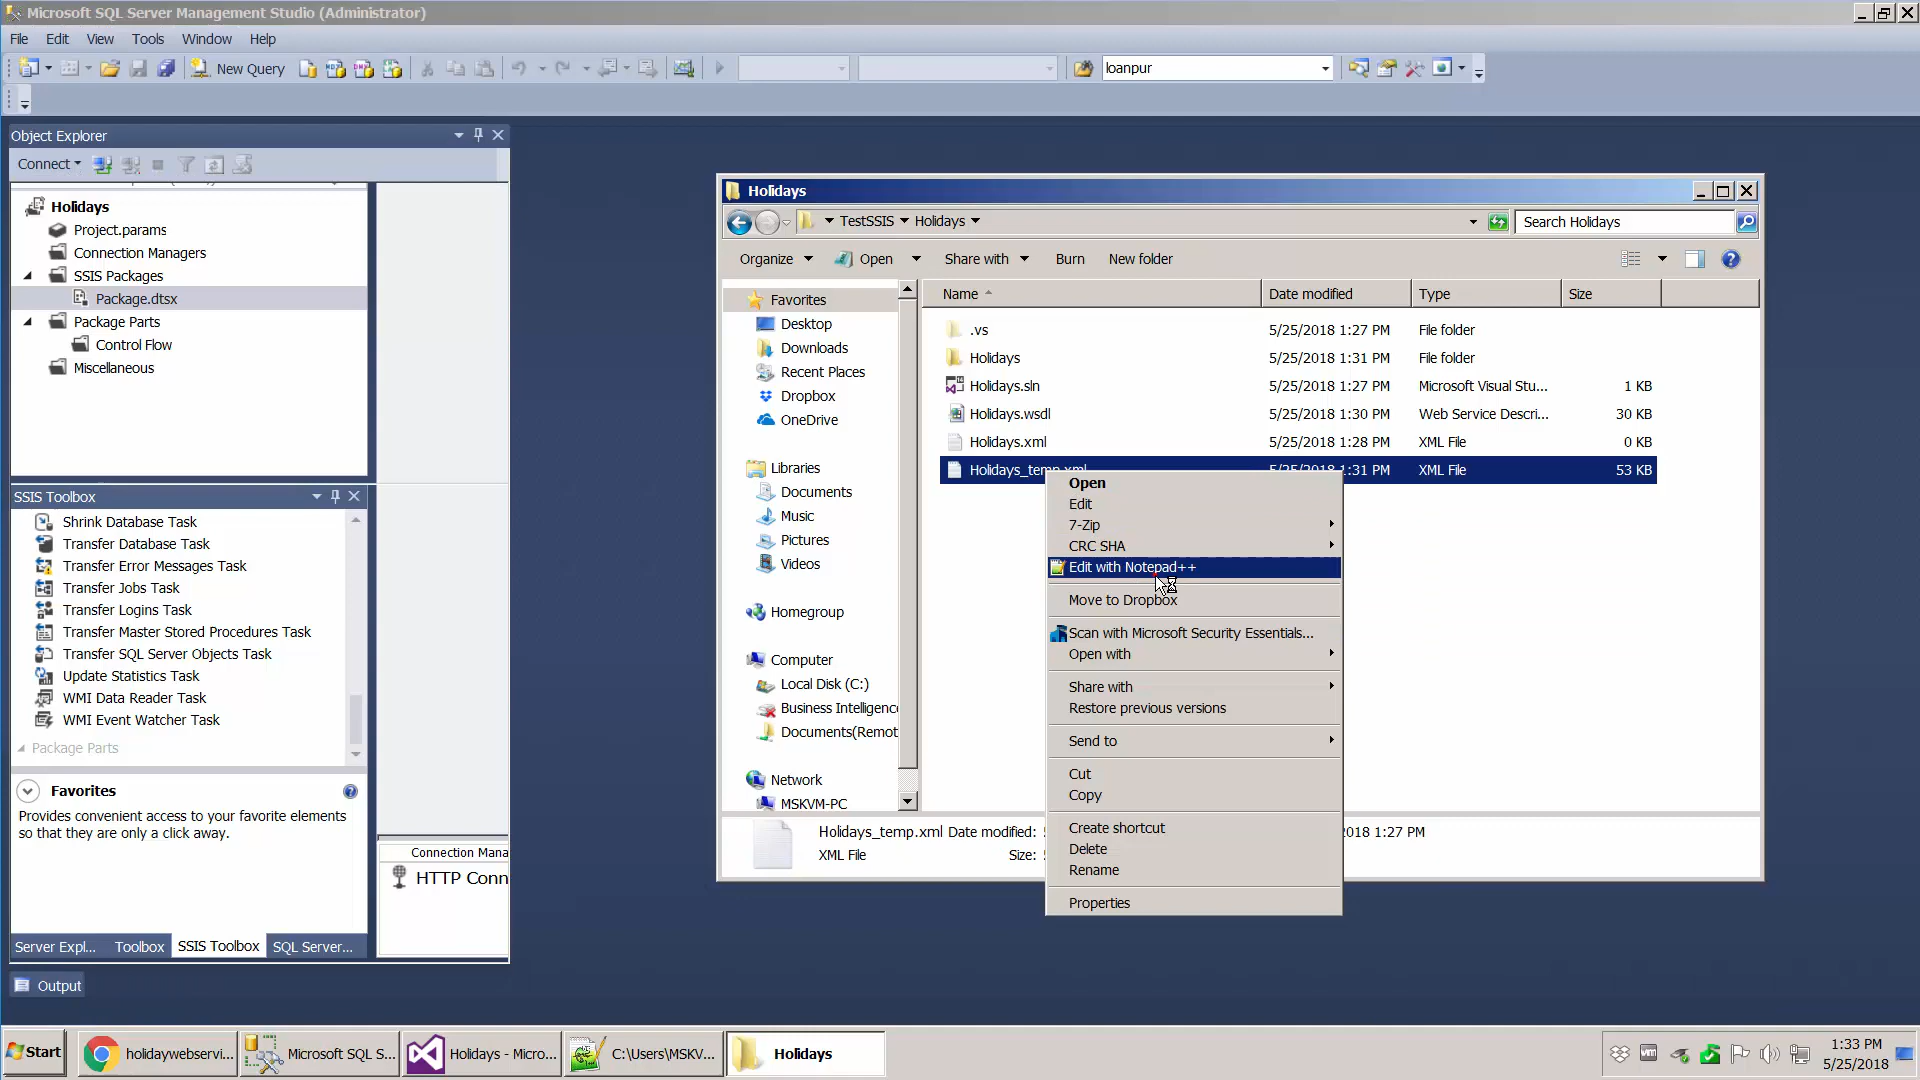 Microsoft SQL Server Management Studio (Administrator)
File Edit View Tools Window Help
New Query
loanpur
Object Explorer
Connect
Holidays
Project.params
Connection Managers
SSIS Packages
Package.dtsx
Package Parts
Control Flow
Miscellaneous
SSIS Toolbox
Shrink Database Task
Transfer Database Task
Transfer Error Messages Task
Transfer Jobs Task
Transfer Logins Task
Transfer Master Stored Procedures Task
Transfer SQL Server Objects Task
Update Statistics Task
WMI Data Reader Task
WMI Event Watcher Task
Package Parts
Favorites
Provides convenient access to your favorite elements
so that they are only a click away.
Server Expl... Toolbox SSIS Toolbox SQL Server...
Connection Mana
HTTP Conn
Output
Holidays
TestSSIS Holidays
Search Holidays
Organize Open Share with Burn New folder
Favorites
Desktop
Downloads
Recent Places
Dropbox
OneDrive
Libraries
Documents
Music
Pictures
Videos
Homegroup
Computer
Local Disk (C:)
Business Intelligenc
Documents(Remot
Network
MSKVM-PC
Name Date modified Type Size
.vs 5/25/2018 1:27 PM File folder
Holidays 5/25/2018 1:31 PM File folder
Holidays.sln 5/25/2018 1:27 PM Microsoft Visual Stu... 1 KB
Holidays.wsdl 5/25/2018 1:30 PM Web Service Descri... 30 KB
Holidays.xml 5/25/2018 1:28 PM XML File 0 KB
Holidays_temp.xml 5/25/2018 1:31 PM XML File 53 KB
Open
Edit
7-Zip
CRC SHA
Edit with Notepad++
Move to Dropbox
Scan with Microsoft Security Essentials...
Open with
Share with
Restore previous versions
Send to
Cut
Copy
Create shortcut
Delete
Rename
Properties
Holidays_temp.xml Date modified: 018 1:27 PM
XML File Size:
Start
holidaywebservi...
Microsoft SQL S...
Holidays - Micro...
C:\Users\MSKV...
Holidays
1:33 PM
5/25/2018